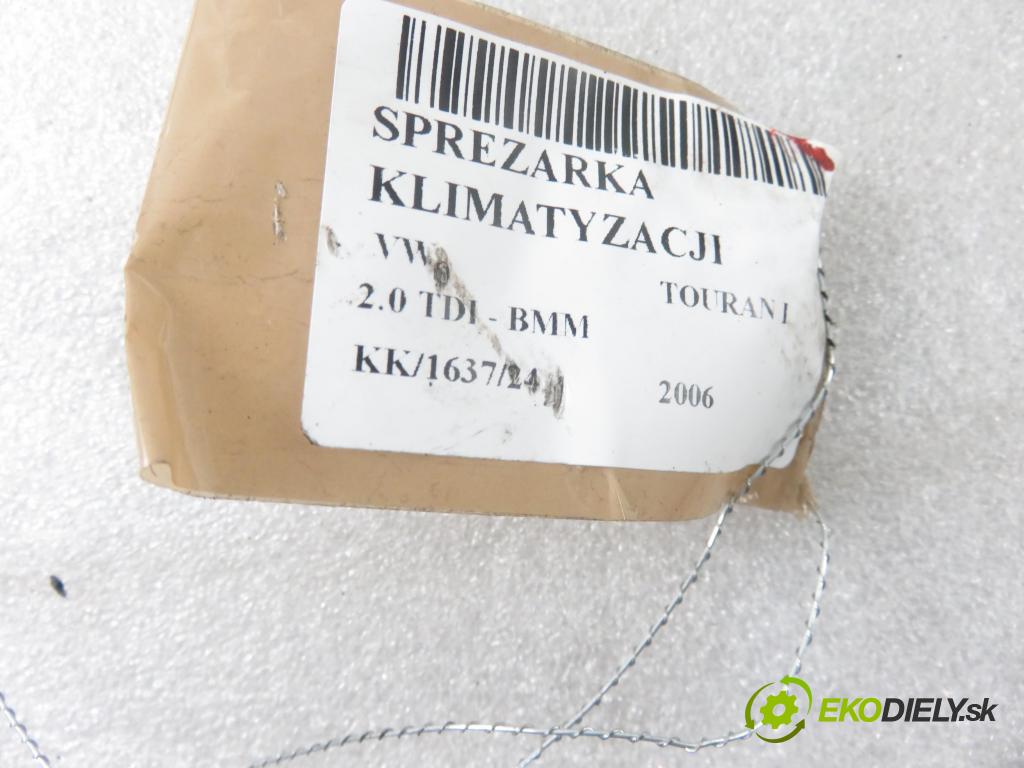 SPREZARKA
KLIMATYZACJI
VW TOURAN I
2.0 TDI - BMM
KK/1637/24 2006
EKODIELY.sk